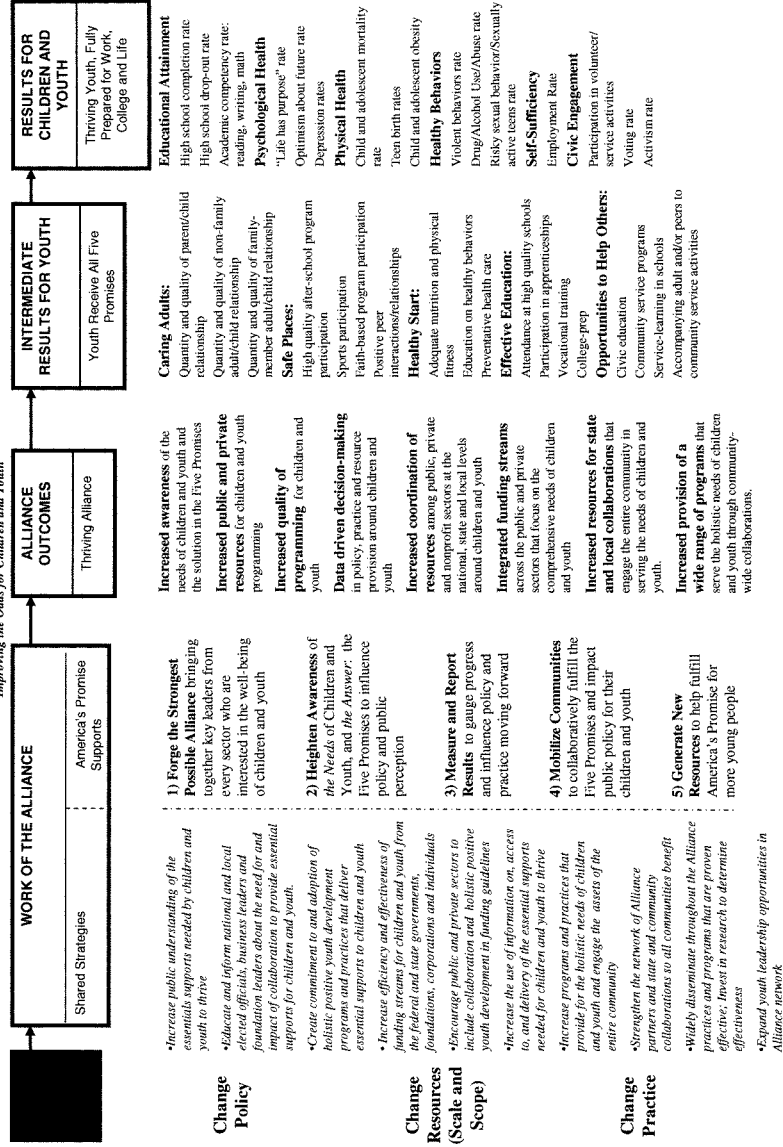 Improving the Odds for Children and Youth
WORK OF THE ALLIANCE
Shared Strategies
America's Promise
Supports
ALLIANCE
OUTCOMES
Thriving Alliance
INTERMEDIATE
RESULTS FOR YOUTH
Youth Receive All Five
Promises
RESULTS FOR
CHILDREN AND
YOUTH
Thriving Youth, Fully
Prepared for Work,
College and Life
Change
Policy
Change
Resources
(Scale and
Scope)
Change
Practice
•Increase public understanding of the
essentials supports needed by children and
youth to thrive
•Educate and inform national and local
elected officials, business leaders and
foundation leaders about the need for and
impact of collaboration to provide essential
supports for children and youth.
•Create commitment to and adoption of
holistic positive youth development
programs and practices that deliver
essential supports to children and youth
• Increase efficiency and effectiveness of
funding streams for children and youth from
the federal and state governments,
foundations, corporations and individuals
•Encourage public and private sectors to
include collaboration and holistic positive
youth development in funding guidelines
•Increase the use of information on, access
to, and delivery of the essential supports
needed for children and youth to thrive
•Increase programs and practices that
provide for the holistic needs of children
and youth and engage the assets of the
entire community
•Strengthen the network of Alliance
partners and state and community
collaborations so all communities benefit
•Widely disseminate throughout the Alliance
practices and programs that are proven
effective; Invest in research to determine
effectiveness
•Expand youth leadership opportunities in
Alliance network
1) Forge the Strongest
Possible Alliance bringing
together key leaders from
every sector who are
interested in the well-being
of children and youth
2) Heighten Awareness of
the Needs of Children and
Youth, and the Answer: the
Five Promises to influence
policy and public
perception
3) Measure and Report
Results to gauge progress
and influence policy and
practice moving forward
4) Mobilize Communities
to collaboratively fulfill the
Five Promises and impact
public policy for their
children and youth
5) Generate New
Resources to help fulfill
America's Promise for
more young people
Increased awareness of the
needs of children and youth and
the solution in the Five Promises
Increased public and private
resources for children and youth
programming
Increased quality of
programming for children and
youth
Data driven decision-making
in policy, practice and resource
provision around children and
youth
Increased coordination of
resources among public, private
and nonprofit sectors at the
national, state and local levels
around children and youth
Integrated funding streams
across the public and private
sectors that focus on the
comprehensive needs of children
and youth
Increased resources for state
and local collaborations that
engage the entire community in
serving the needs of children and
youth.
Increased provision of a
wide range of programs that
serve the holistic needs of children
and youth through community-
wide collaborations.
Caring Adults:
Quantity and quality of parent/child
relationship
Quantity and quality of non-family
adult/child relationship
Quantity and quality of family-
member adult/child relationship
Safe Places:
High quality after-school program
participation
Sports participation
Faith-based program participation
Positive peer
interactions/relationships
Healthy Start:
Adequate nutrition and physical
fitness
Education on healthy behaviors
Preventative health care
Effective Education:
Attendance at high quality schools
Participation in apprenticeships
Vocational training
College-prep
Opportunities to Help Others:
Civic education
Community service programs
Service-learning in schools
Accompanying adult and/or peers to
community service activities
Educational Attainment
High school completion rate
High school drop-out rate
Academic competency rate:
reading, writing, math
Psychological Health
"Life has purpose" rate
Optimism about future rate
Depression rates
Physical Health
Child and adolescent mortality
rate
Teen birth rates
Child and adolescent obesity
Healthy Behaviors
Violent behaviors rate
Drug/Alcohol Use/Abuse rate
Risky sexual behavior/Sexually
active teens rate
Self-Sufficiency
Employment Rate
Civic Engagement
Participation in volunteer/
service activities
Voting rate
Activism rate